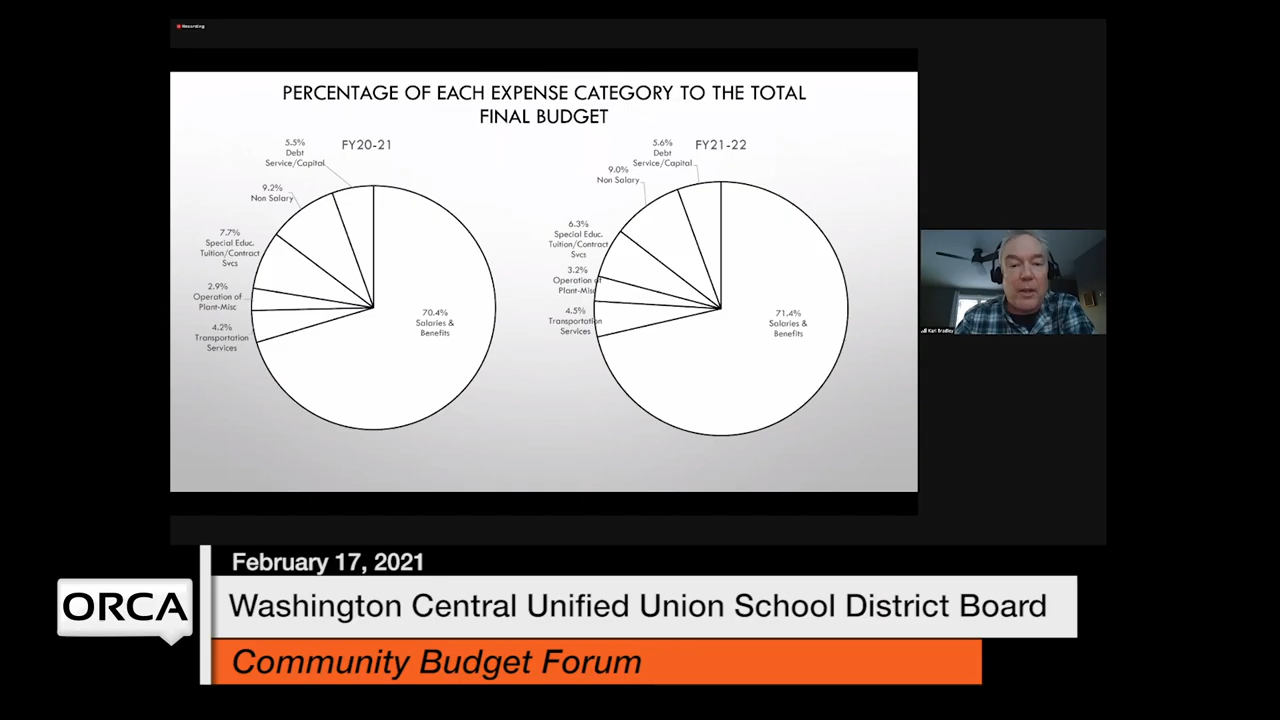 Recording
PERCENTAGE OF EACH EXPENSE CATEGORY TO THE TOTAL
FINAL BUDGET
FY20-21
5.5%
Debt
Service/Capital
9.2%
Non Salary
7.7%
Special Educ.
Tuition/Contract
Svcs
2.9%
Operation of
Plant-Misc
4.2%
Transportation
Services
70.4%
Salaries &
Benefits
FY21-22
5.6%
Debt
Service/Capital
9.0%
Non Salary
6.3%
Special Educ.
Tuition/Contract
Svcs
3.2%
Operation of
Plant-Misc
4.5%
Transportation
Services
71.4%
Salaries &
Benefits
Kari Bradley
February 17, 2021
ORCA
Washington Central Unified Union School District Board
Community Budget Forum